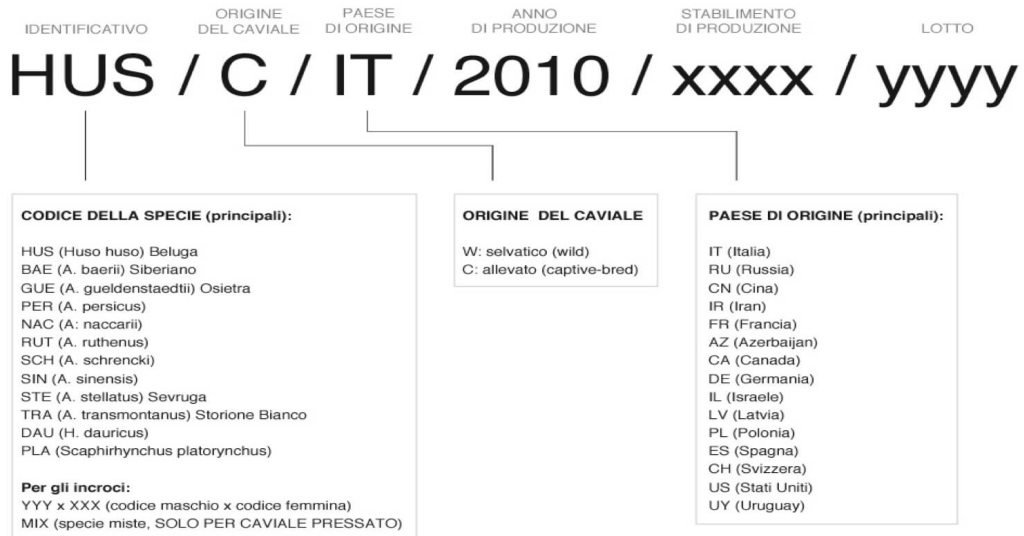 IDENTIFICATIVO
ORIGINE
DEL CAVIALE
PAESE
DI ORIGINE
ANNO
DI PRODUZIONE
STABILIMENTO
DI PRODUZIONE
LOTTO
HUS / C / IT / 2010 / xxxx / yyyy
CODICE DELLA SPECIE (principali):
HUS (Huso huso) Beluga
BAE (A. baerii) Siberiano
GUE (A. gueldenstaedtii) Osietra
PER (A. persicus)
NAC (A: naccarii)
RUT (A. ruthenus)
SCH (A. schrencki)
SIN (A. sinensis)
STE (A. stellatus) Sevruga
TRA (A. transmontanus) Storione Bianco
DAU (H. dauricus)
PLA (Scaphirhynchus platorynchus)
Per gli incroci:
YYY x XXX (codice maschio x codice femmina)
MIX (specie miste, SOLO PER CAVIALE PRESSATO)
ORIGINE DEL CAVIALE
W: selvatico (wild)
C: allevato (captive-bred)
PAESE DI ORIGINE (principali):
IT (Italia)
RU (Russia)
CN (Cina)
IR (Iran)
FR (Francia)
AZ (Azerbaijan)
CA (Canada)
DE (Germania)
IL (Israele)
LV (Latvia)
PL (Polonia)
ES (Spagna)
CH (Svizzera)
US (Stati Uniti)
UY (Uruguay)